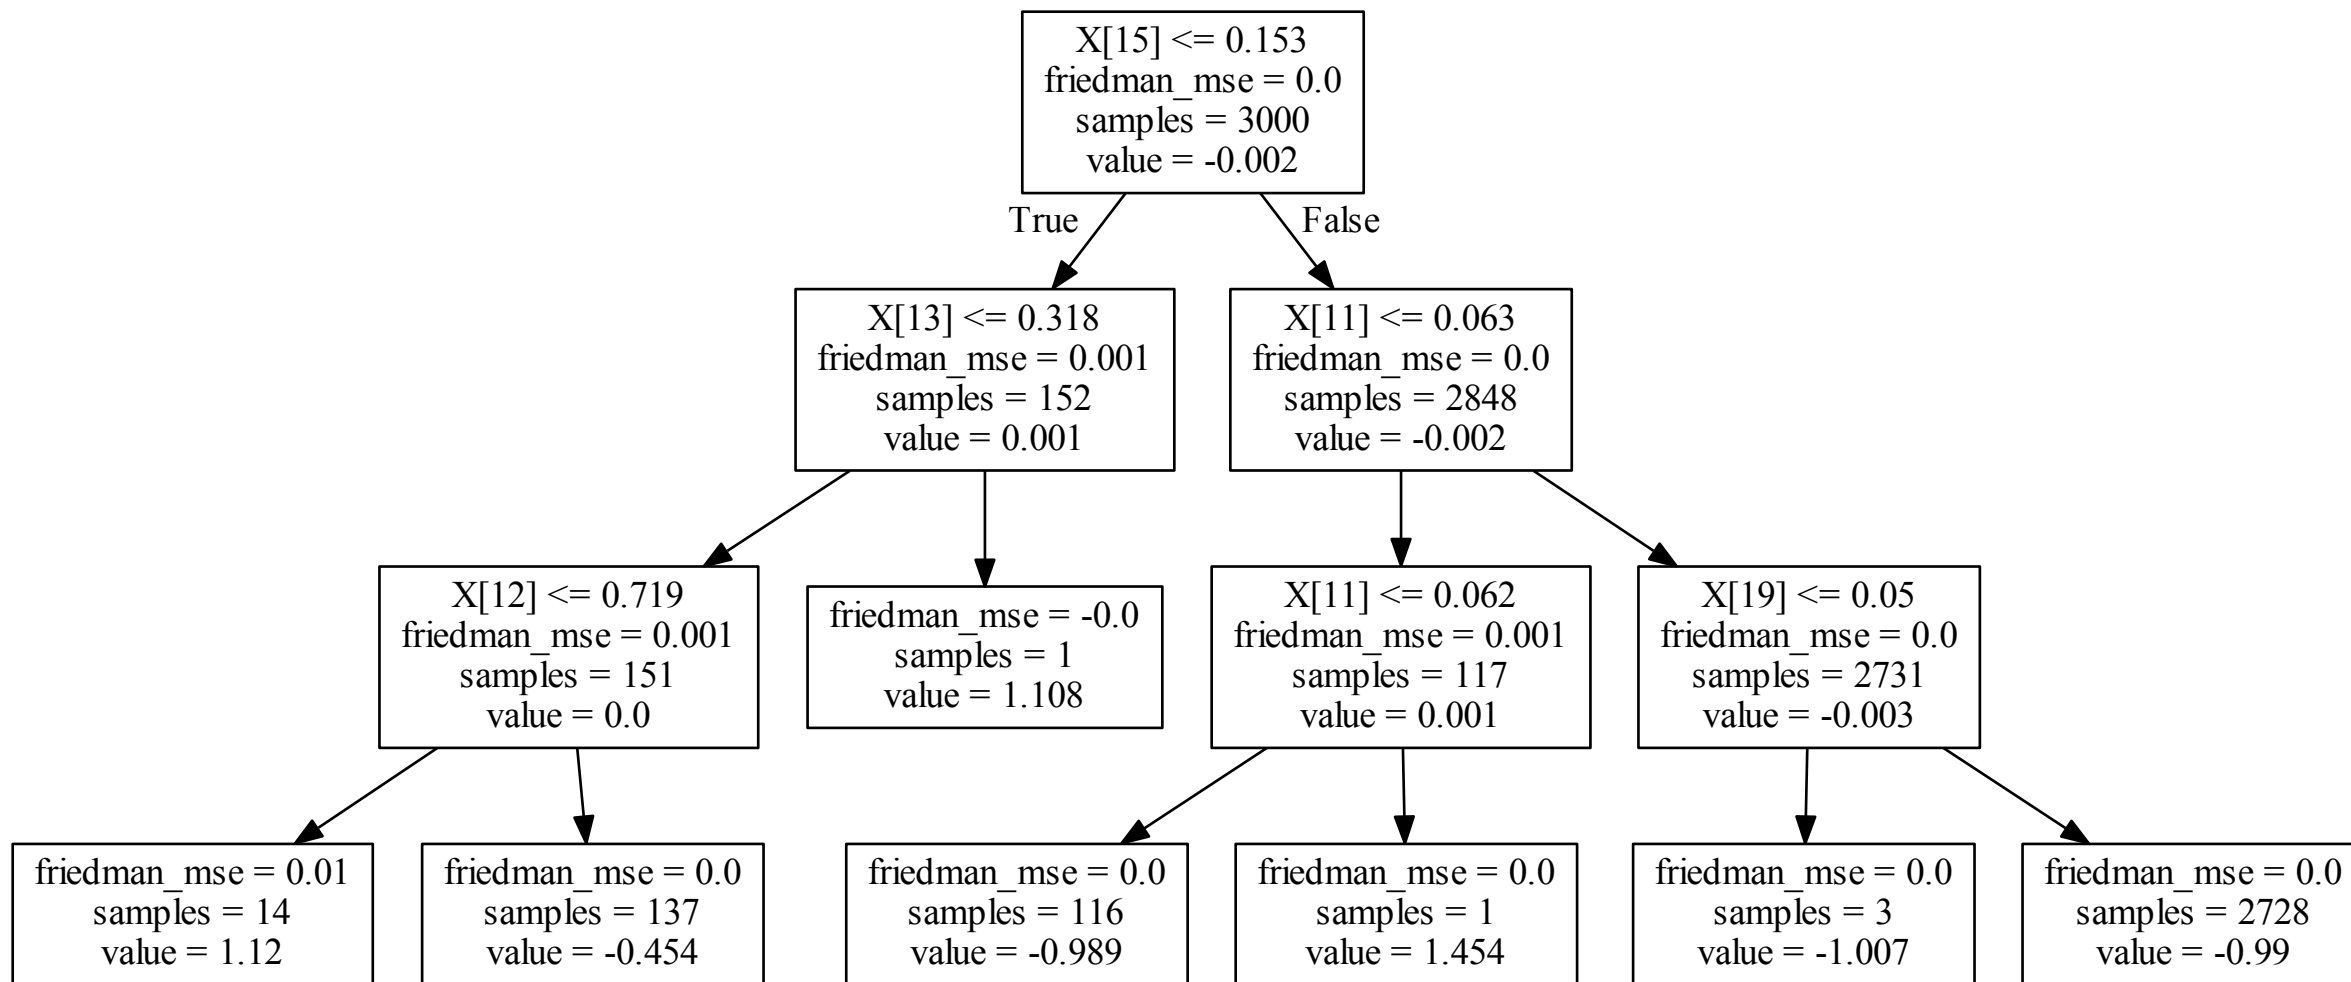 X[15] <= 0.153
friedman_mse = 0.0
samples = 3000
value = -0.002
True
False
X[13] <= 0.318
friedman_mse = 0.001
samples = 152
value = 0.001
X[11] <= 0.063
friedman_mse = 0.0
samples = 2848
value = -0.002
X[12] <= 0.719
friedman_mse = 0.001
samples = 151
value = 0.0
friedman_mse = -0.0
samples = 1
value = 1.108
X[11] <= 0.062
friedman_mse = 0.001
samples = 117
value = 0.001
X[19] <= 0.05
friedman_mse = 0.0
samples = 2731
value = -0.003
friedman_mse = 0.01
samples = 14
value = 1.12
friedman_mse = 0.0
samples = 137
value = -0.454
friedman_mse = 0.0
samples = 116
value = -0.989
friedman_mse = 0.0
samples = 1
value = 1.454
friedman_mse = 0.0
samples = 3
value = -1.007
friedman_mse = 0.0
samples = 2728
value = -0.99